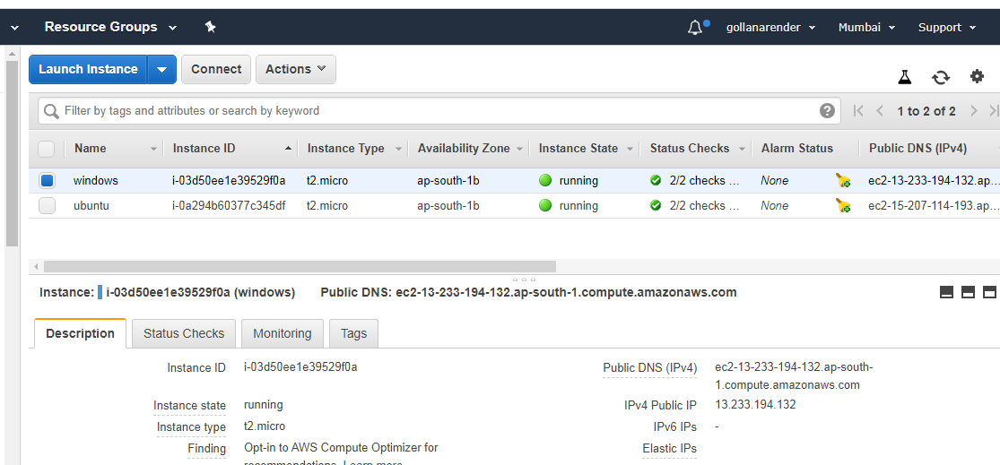 Resource Groups gollanarender Mumbai Support
Launch Instance Connect Actions
Filter by tags and attributes or search by keyword ? 1 to 2 of 2
Name Instance ID Instance Type Availability Zone Instance State Status Checks Alarm Status Public DNS (IPv4)
windows i-03d50ee1e39529f0a t2.micro ap-south-1b running 2/2 checks ... None ec2-13-233-194-132.ap...
ubuntu i-0a294b60377c345df t2.micro ap-south-1b running 2/2 checks ... None ec2-15-207-114-193.ap...
Instance: i-03d50ee1e39529f0a (windows) Public DNS: ec2-13-233-194-132.ap-south-1.compute.amazonaws.com
Description Status Checks Monitoring Tags
Instance ID i-03d50ee1e39529f0a Public DNS (IPv4) ec2-13-233-194-132.ap-south-
1.compute.amazonaws.com
Instance state running IPv4 Public IP 13.233.194.132
Instance type t2.micro IPv6 IPs -
Finding Opt-in to AWS Compute Optimizer for Elastic IPs
recommendations. Learn more